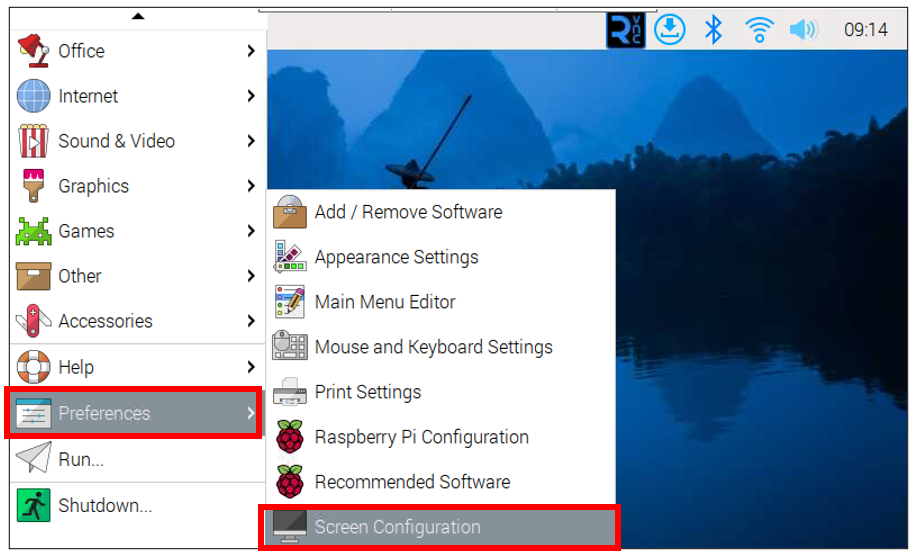 VNC
09:14
Office
Internet
Sound & Video
Graphics
Games
Other
Accessories
Help
Preferences
Run...
Shutdown...
Add / Remove Software
Appearance Settings
Main Menu Editor
Mouse and Keyboard Settings
Print Settings
Raspberry Pi Configuration
Recommended Software
Screen Configuration